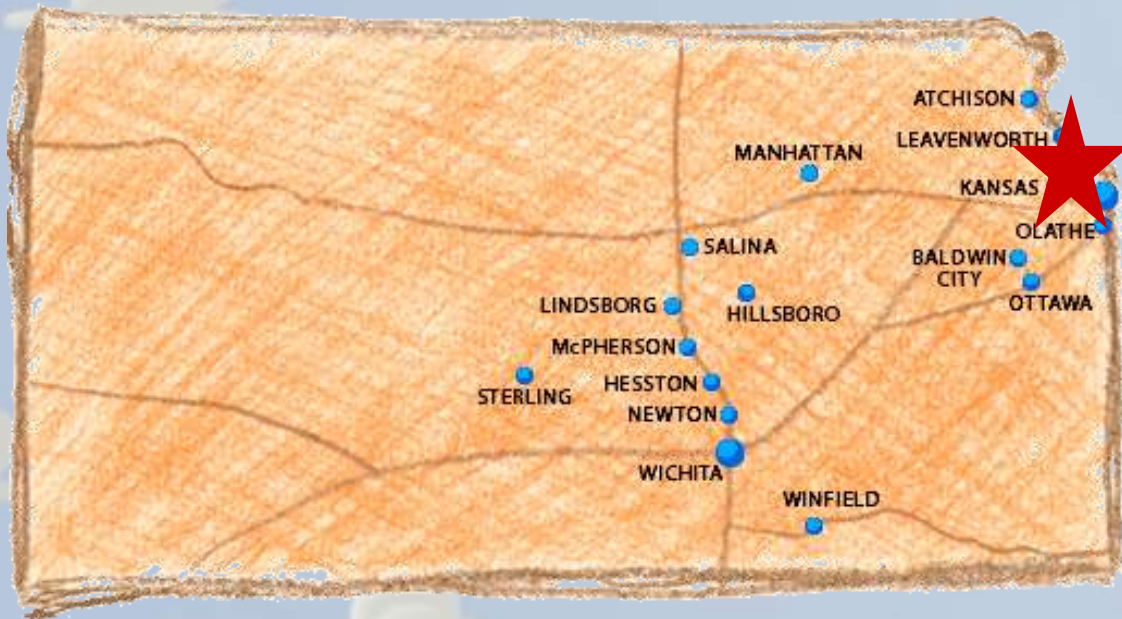 ATCHISON
LEAVENWORTH
MANHATTAN
KANSAS
OLATHE
SALINA
BALDWIN
CITY
OTTAWA
LINDSBORG
HILLSBORO
McPHERSON
HESSTON
STERLING
NEWTON
WICHITA
WINFIELD